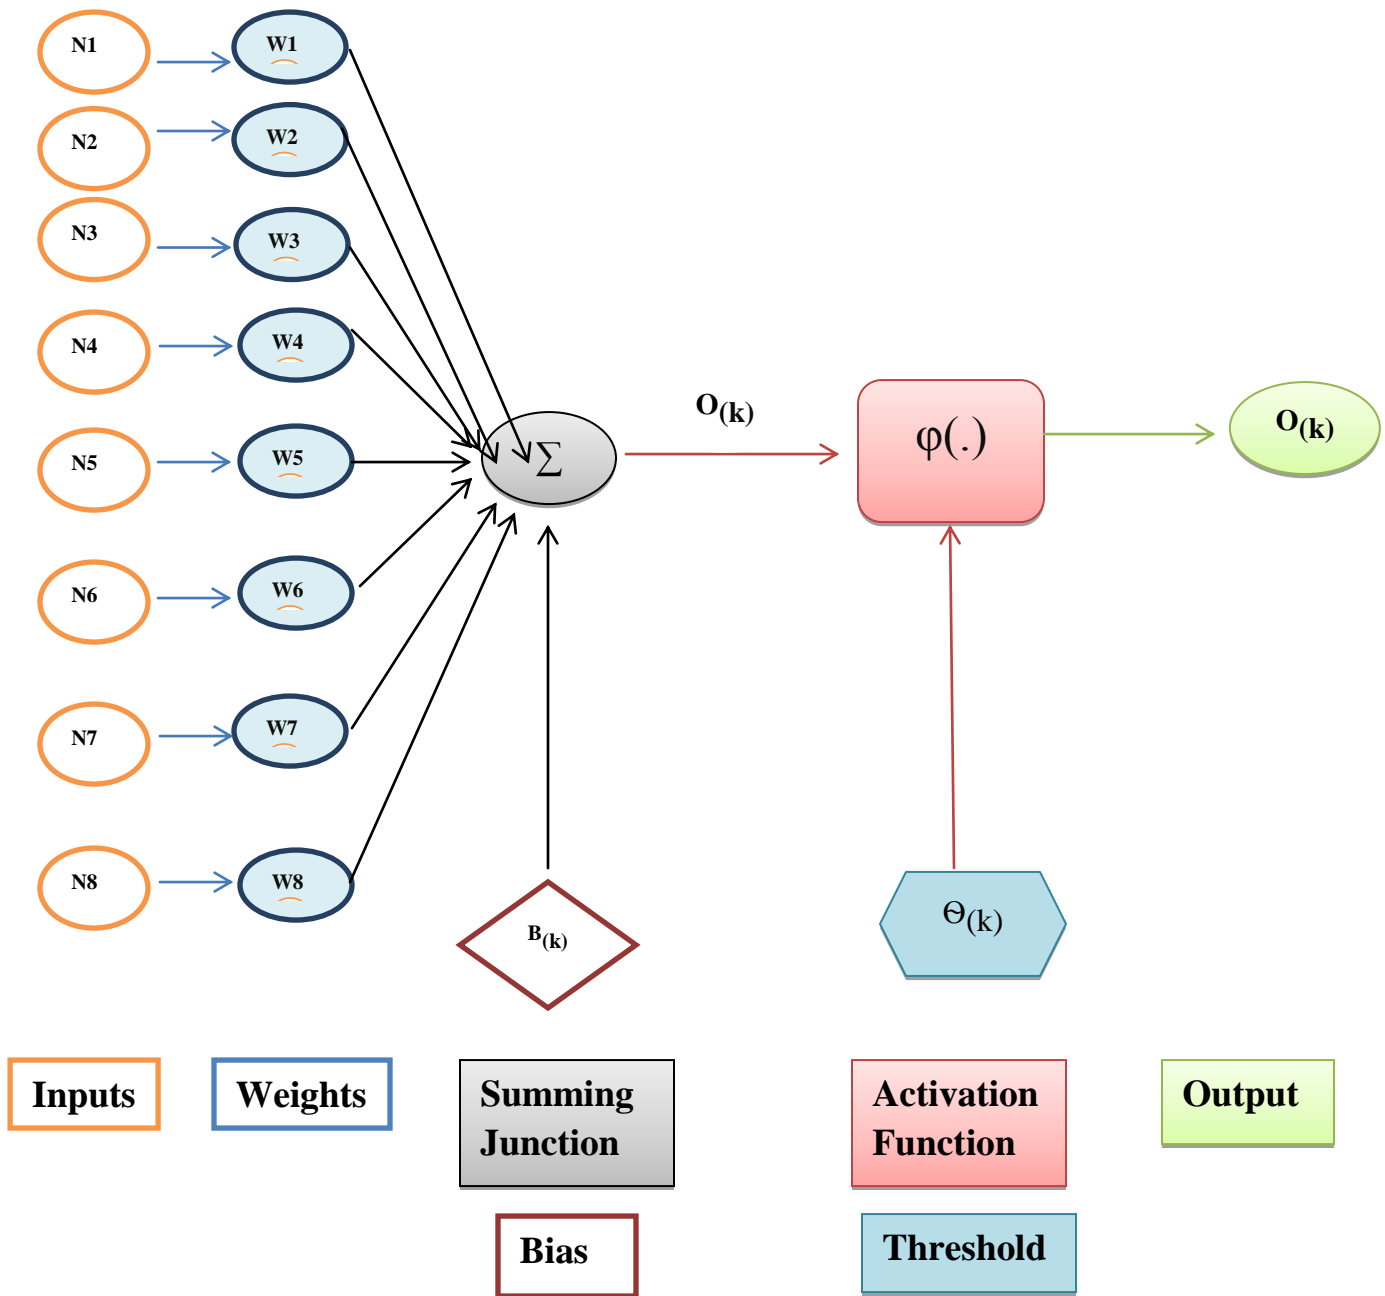 N1
W1
N2
W2
N3
W3
N4
W4
O(k)
φ(.)
O(k)
N5
W5
Σ
N6
W6
N7
W7
N8
W8
B(k)
Θ(k)
Inputs
Weights
Summing
Junction
Activation
Function
Output
Bias
Threshold